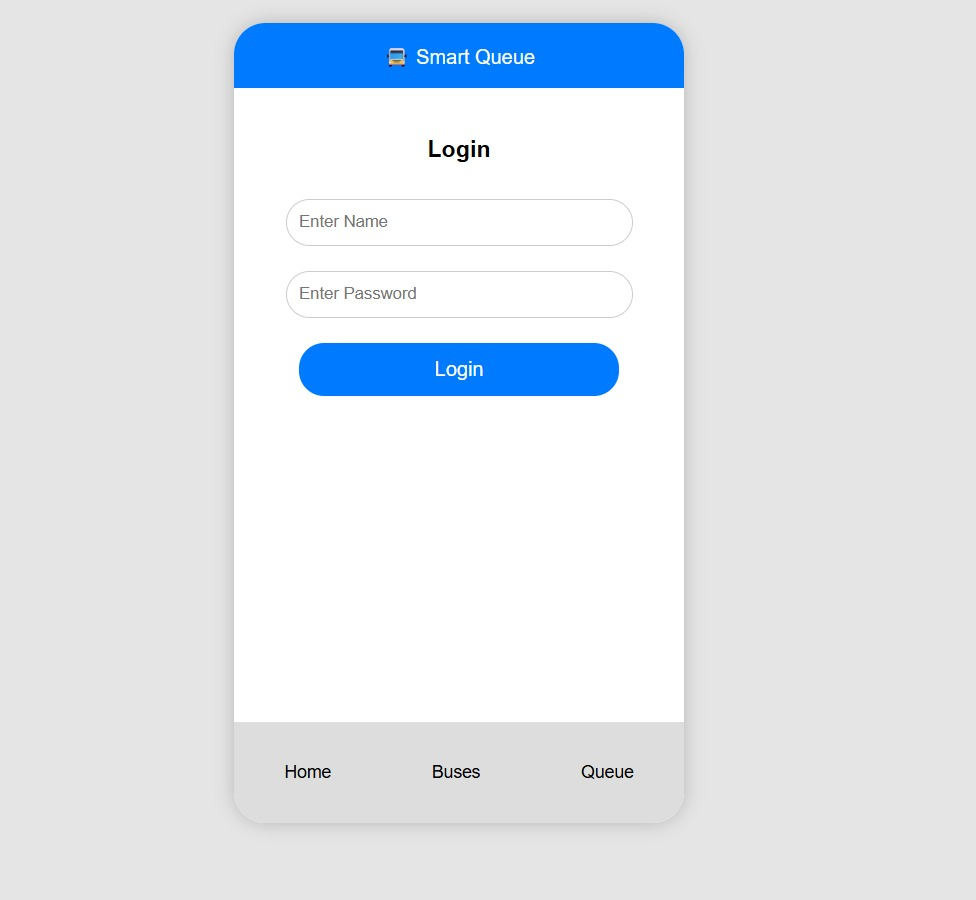 Smart Queue
Login
Enter Name
Enter Password
Login
Home Buses Queue